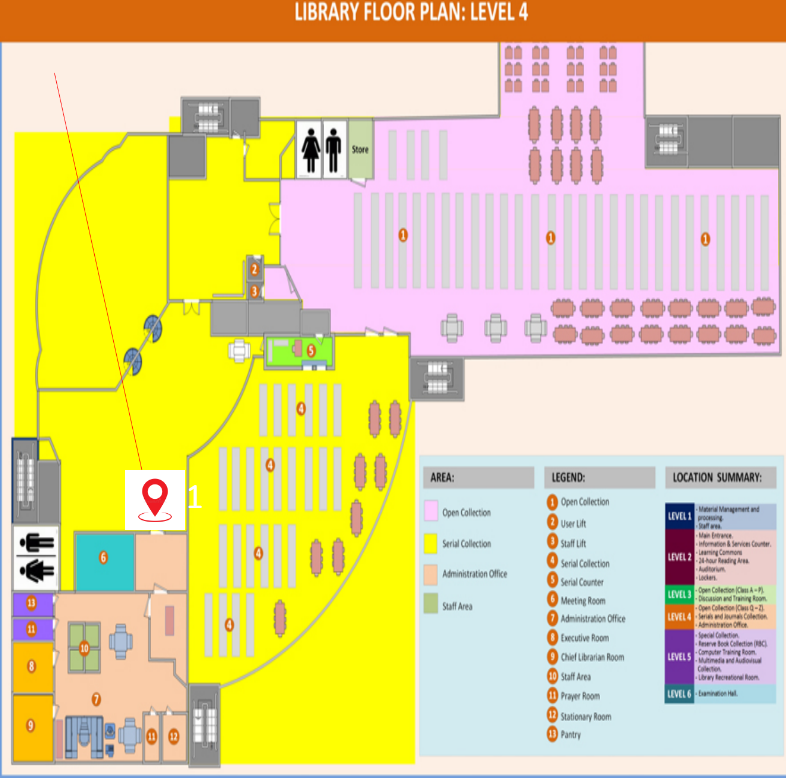 LIBRARY FLOOR PLAN: LEVEL 4
Store
1
1
1
2
3
5
4
4
4
4
1
6
13
11
8
9
10
7
11
12
AREA:
Open Collection
Serial Collection
Administration Office
Staff Area
LEGEND:
1 Open Collection
2 User Lift
3 Staff Lift
4 Serial Collection
5 Serial Counter
6 Meeting Room
7 Administration Office
8 Executive Room
9 Chief Librarian Room
10 Staff Area
11 Prayer Room
12 Stationary Room
13 Pantry
LOCATION SUMMARY:
LEVEL 1
- Material Management and
processing.
- Staff area.
LEVEL 2
- Main Entrance.
- Information & Services Counter.
- Learning Commons
- 24-hour Reading Area.
- Auditorium.
- Lockers.
LEVEL 3
- Open Collection (Class A – P).
- Discussion and Training Room.
LEVEL 4
- Open Collection (Class Q – Z).
- Serials and Journals Collection.
- Administration Office.
LEVEL 5
- Special Collection.
- Reserve Book Collection (RBC).
- Computer Training Room.
- Multimedia and Audiovisual
Collection.
- Library Recreational Room.
LEVEL 6
- Examination Hall.